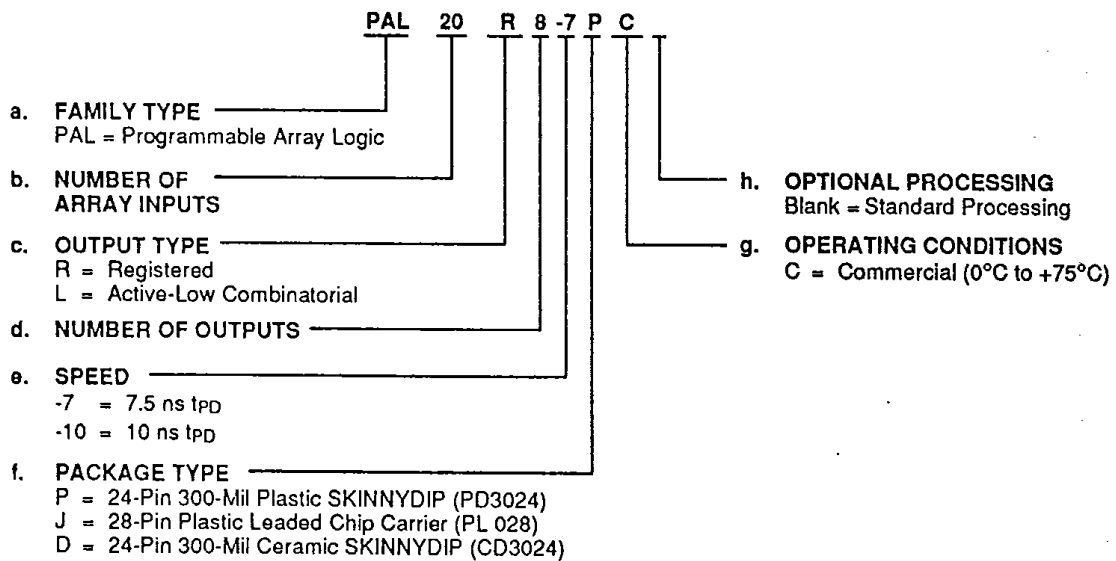 PAL 20 R 8 -7 P C
a. FAMILY TYPE
PAL = Programmable Array Logic
b. NUMBER OF
ARRAY INPUTS
c. OUTPUT TYPE
R = Registered
L = Active-Low Combinatorial
d. NUMBER OF OUTPUTS
e. SPEED
-7 = 7.5 ns tPD
-10 = 10 ns tPD
f. PACKAGE TYPE
P = 24-Pin 300-Mil Plastic SKINNYDIP (PD3024)
J = 28-Pin Plastic Leaded Chip Carrier (PL 028)
D = 24-Pin 300-Mil Ceramic SKINNYDIP (CD3024)
h. OPTIONAL PROCESSING
Blank = Standard Processing
g. OPERATING CONDITIONS
C = Commercial (0°C to +75°C)